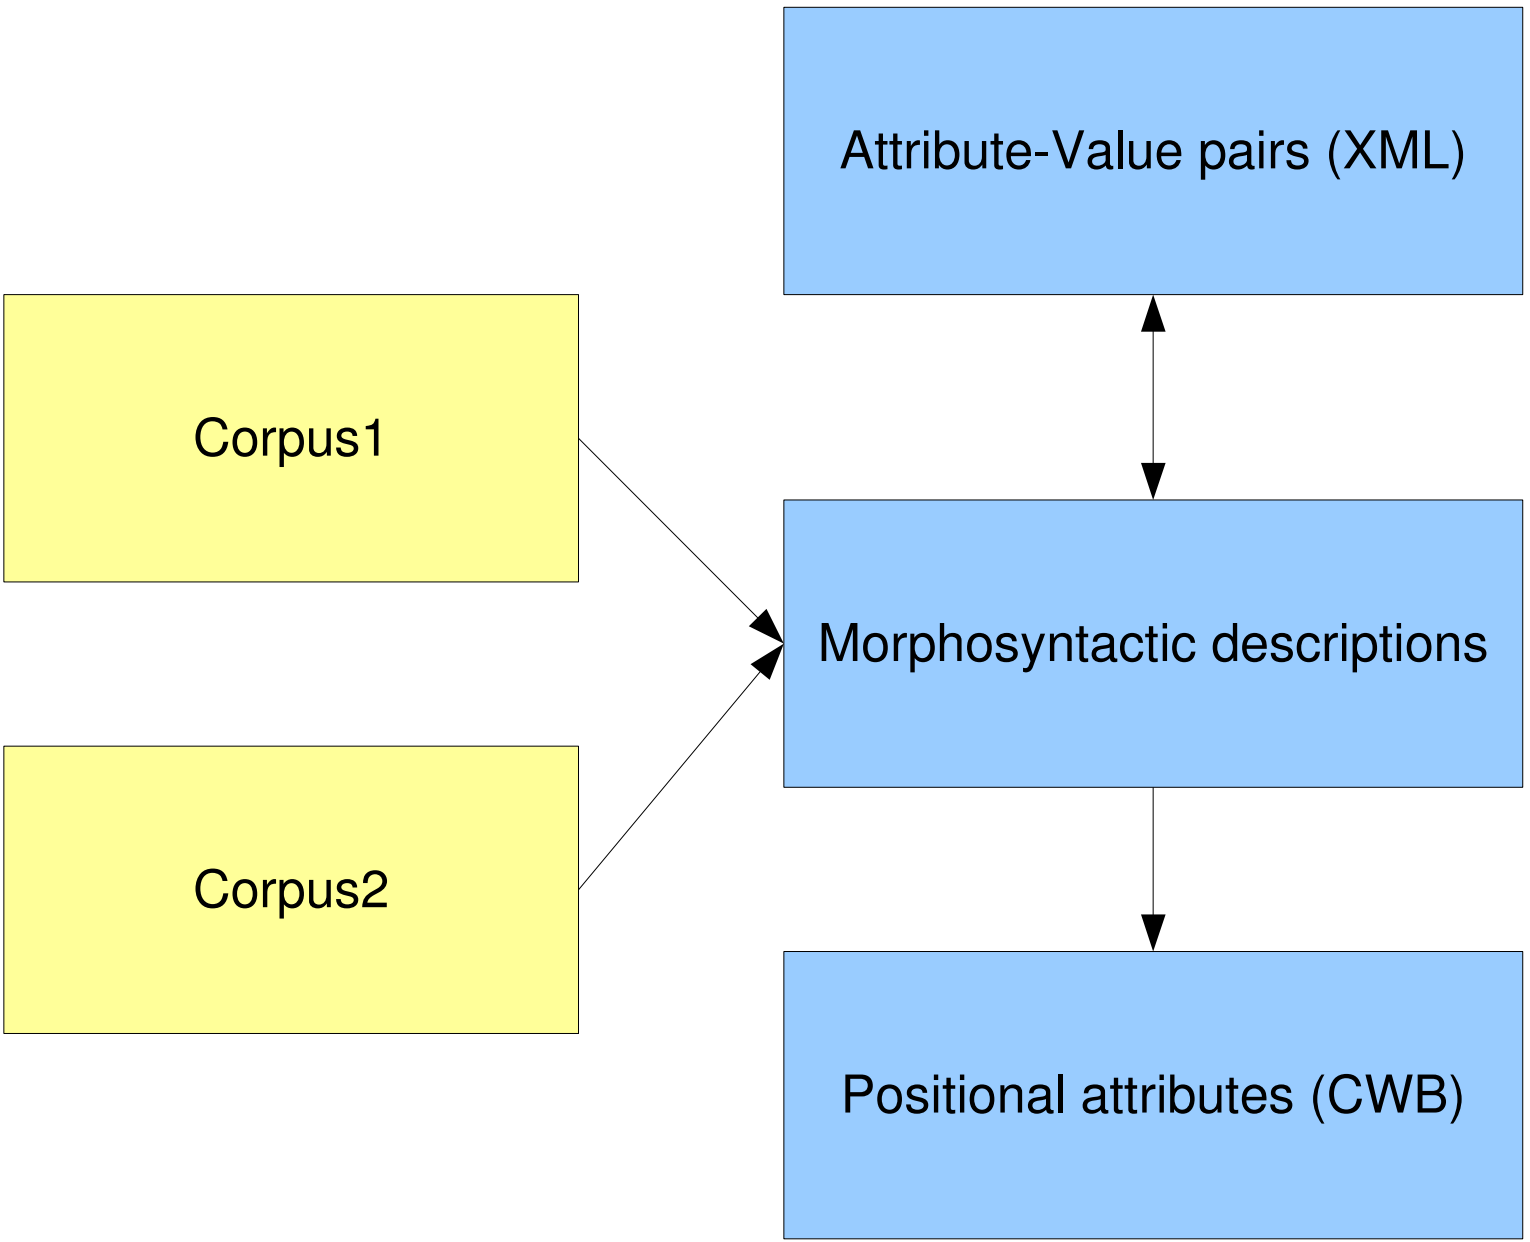 Attribute-Value pairs (XML)
Corpus1
Morphosyntactic descriptions
Corpus2
Positional attributes (CWB)